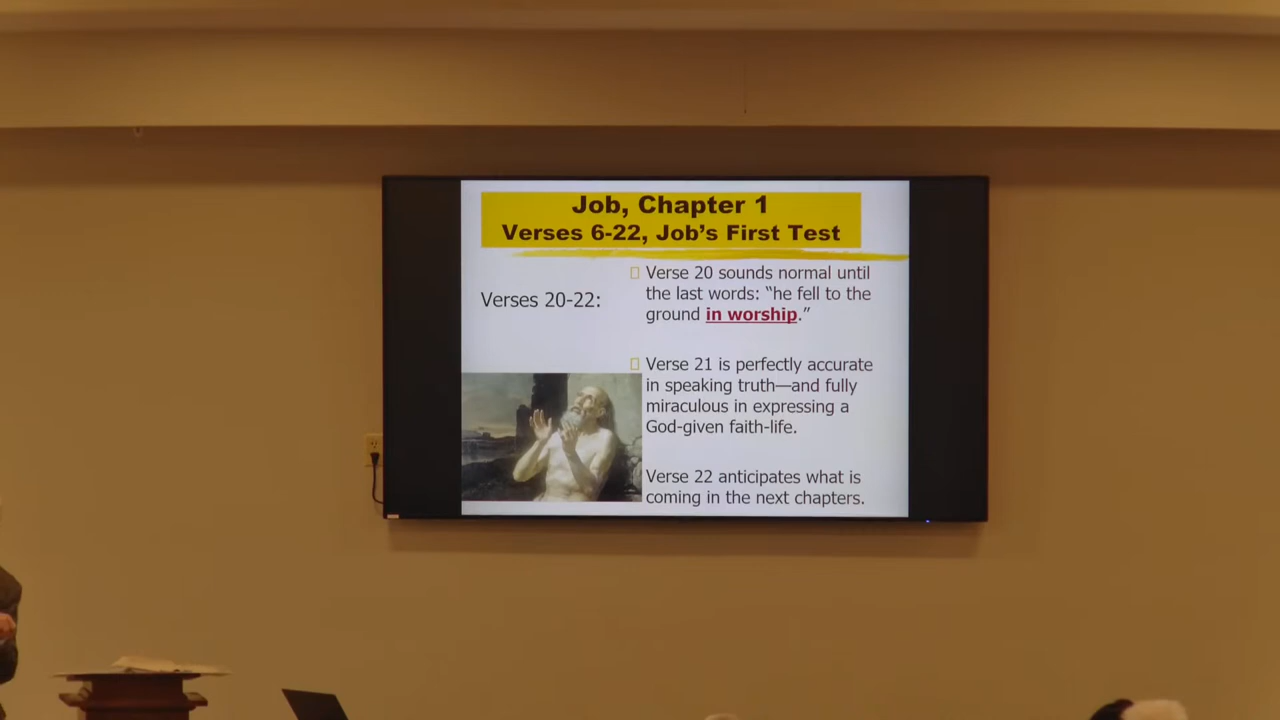 Job, Chapter 1
Verses 6-22, Job's First Test
Verses 20-22:
Verse 20 sounds normal until
the last words: “he fell to the
ground in worship.”
Verse 21 is perfectly accurate
in speaking truth—and fully
miraculous in expressing a
God-given faith-life.
Verse 22 anticipates what is
coming in the next chapters.